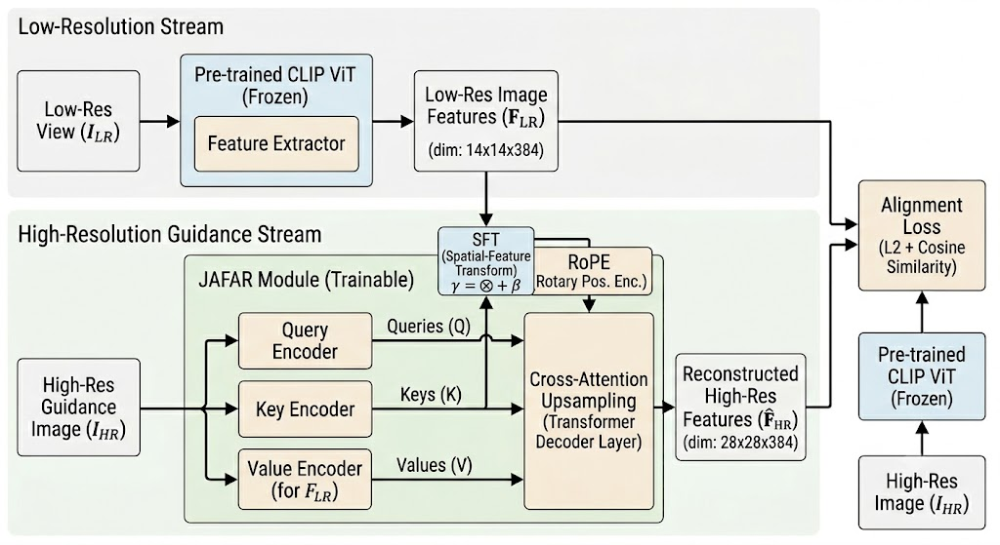 Low-Resolution Stream
Low-Res
View (I_LR)
Pre-trained CLIP ViT
(Frozen)
Feature Extractor
Low-Res Image
Features (F_LR)
(dim: 14x14x384)
High-Resolution Guidance Stream
JAFAR Module (Trainable)
SFT
(Spatial-Feature
Transform)
γ = ⊗ + β
RoPE
(Rotary Pos. Enc.)
High-Res
Guidance
Image (I_HR)
Query
Encoder
Queries (Q)
Key Encoder
Keys (K)
Value Encoder
(for F_LR)
Values (V)
Cross-Attention
Upsampling
(Transformer
Decoder Layer)
Reconstructed
High-Res
Features (F̂_HR)
(dim: 28x28x384)
Alignment
Loss
(L2 + Cosine
Similarity)
Pre-trained
CLIP ViT
(Frozen)
High-Res
Image (I_HR)